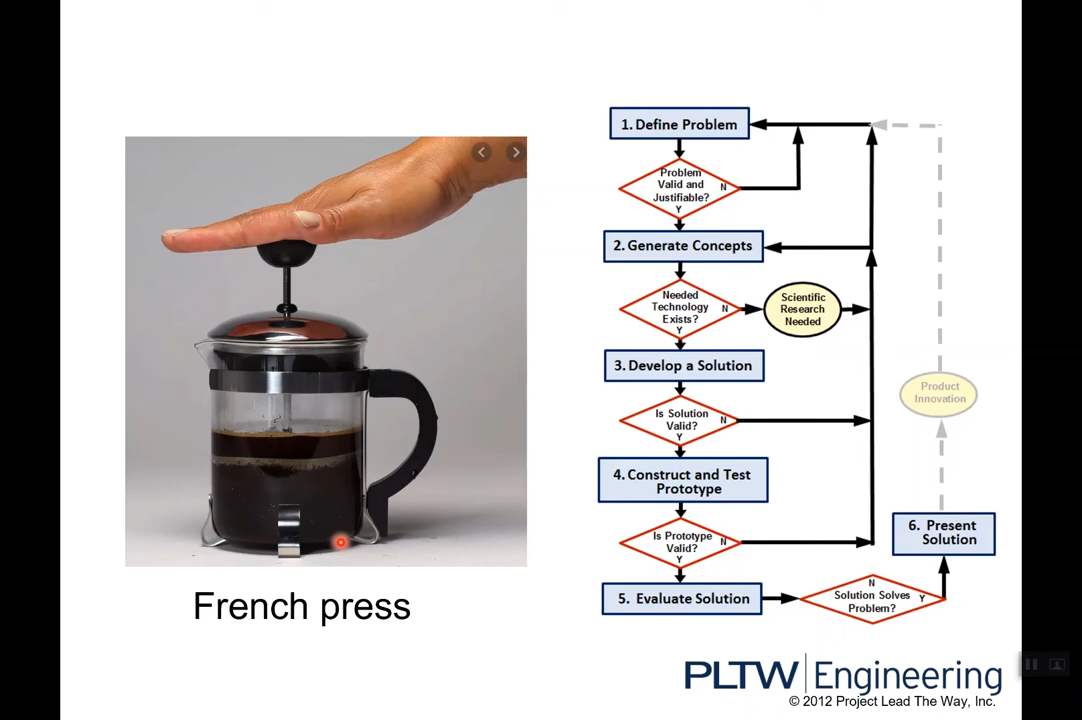 French press
1. Define Problem
Problem
Valid and
Justifiable?
N
Y
2. Generate Concepts
Needed
Technology
Exists?
N
Y
Scientific
Research
Needed
3. Develop a Solution
Is Solution
Valid?
N
Y
4. Construct and Test
Prototype
Is Prototype
Valid?
N
Y
5. Evaluate Solution
N
Solution Solves
Problem?
Y
6. Present
Solution
Product
Innovation
PLTW Engineering
© 2012 Project Lead The Way, Inc.